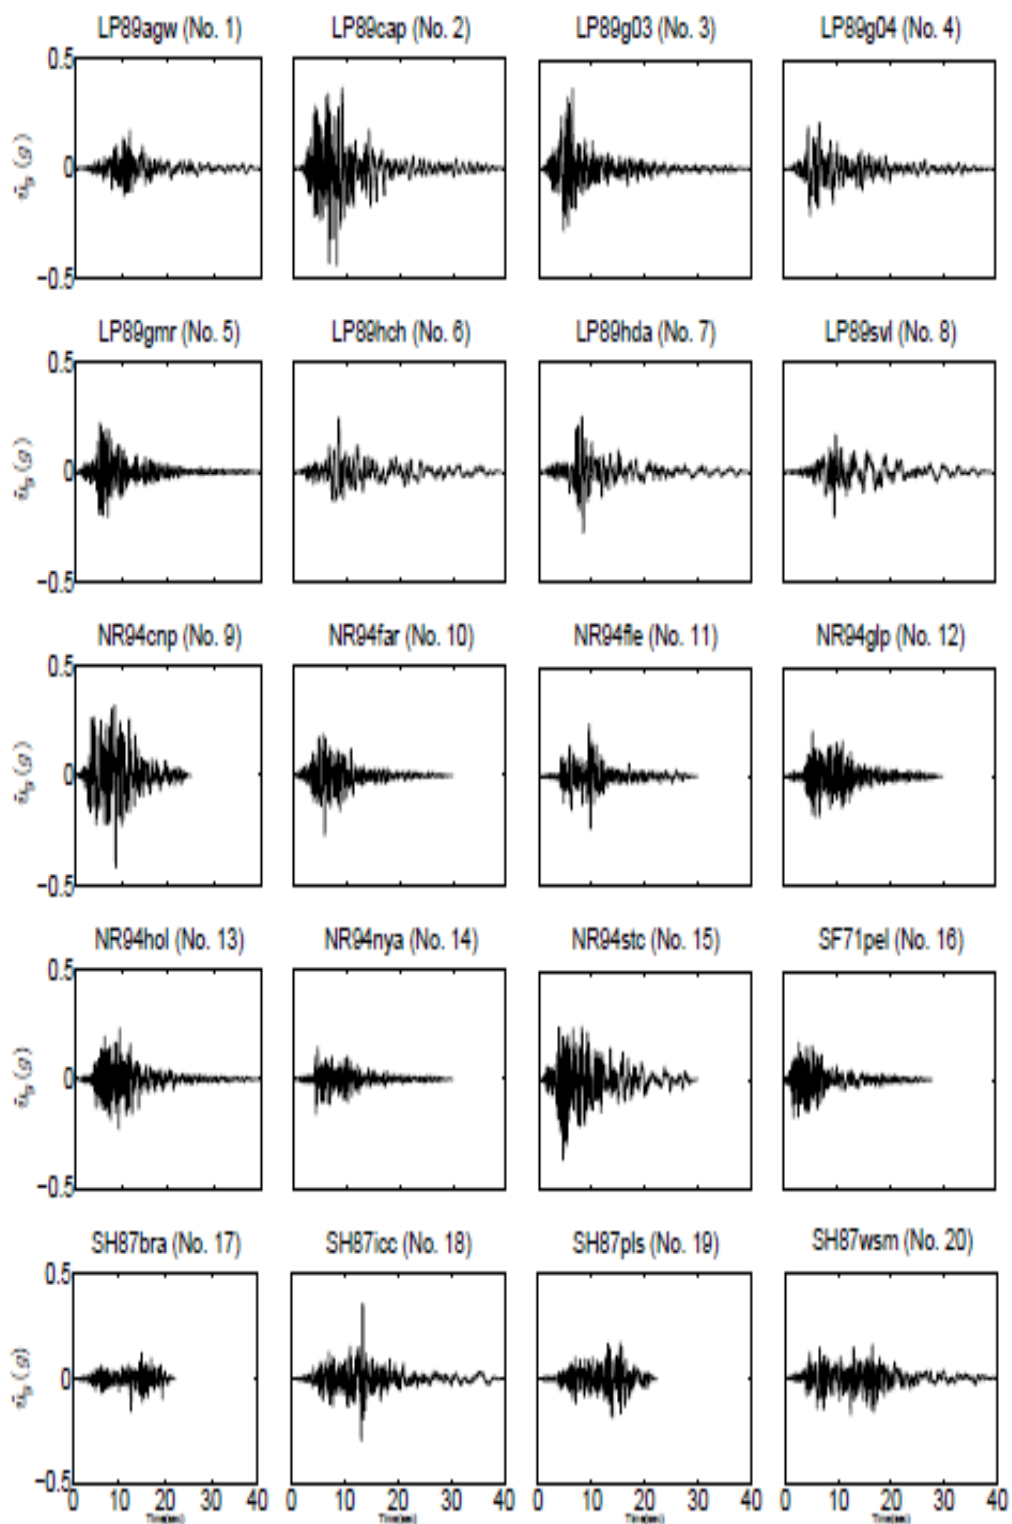 LP89agw (No. 1) LP89cap (No. 2) LP89g03 (No. 3) LP89g04 (No. 4)
0.5
0
−0.5
LP89gmr (No. 5) LP89hch (No. 6) LP89hda (No. 7) LP89svl (No. 8)
0.5
0
−0.5
NR94cnp (No. 9) NR94far (No. 10) NR94fle (No. 11) NR94glp (No. 12)
0.5
0
−0.5
NR94hol (No. 13) NR94nya (No. 14) NR94stc (No. 15) SF71pel (No. 16)
0.5
0
−0.5
SH87bra (No. 17) SH87icc (No. 18) SH87pls (No. 19) SH87wsm (No. 20)
0.5
0
−0.5
0 10 20 30 40 0 10 20 30 40 0 10 20 30 40 0 10 20 30 40